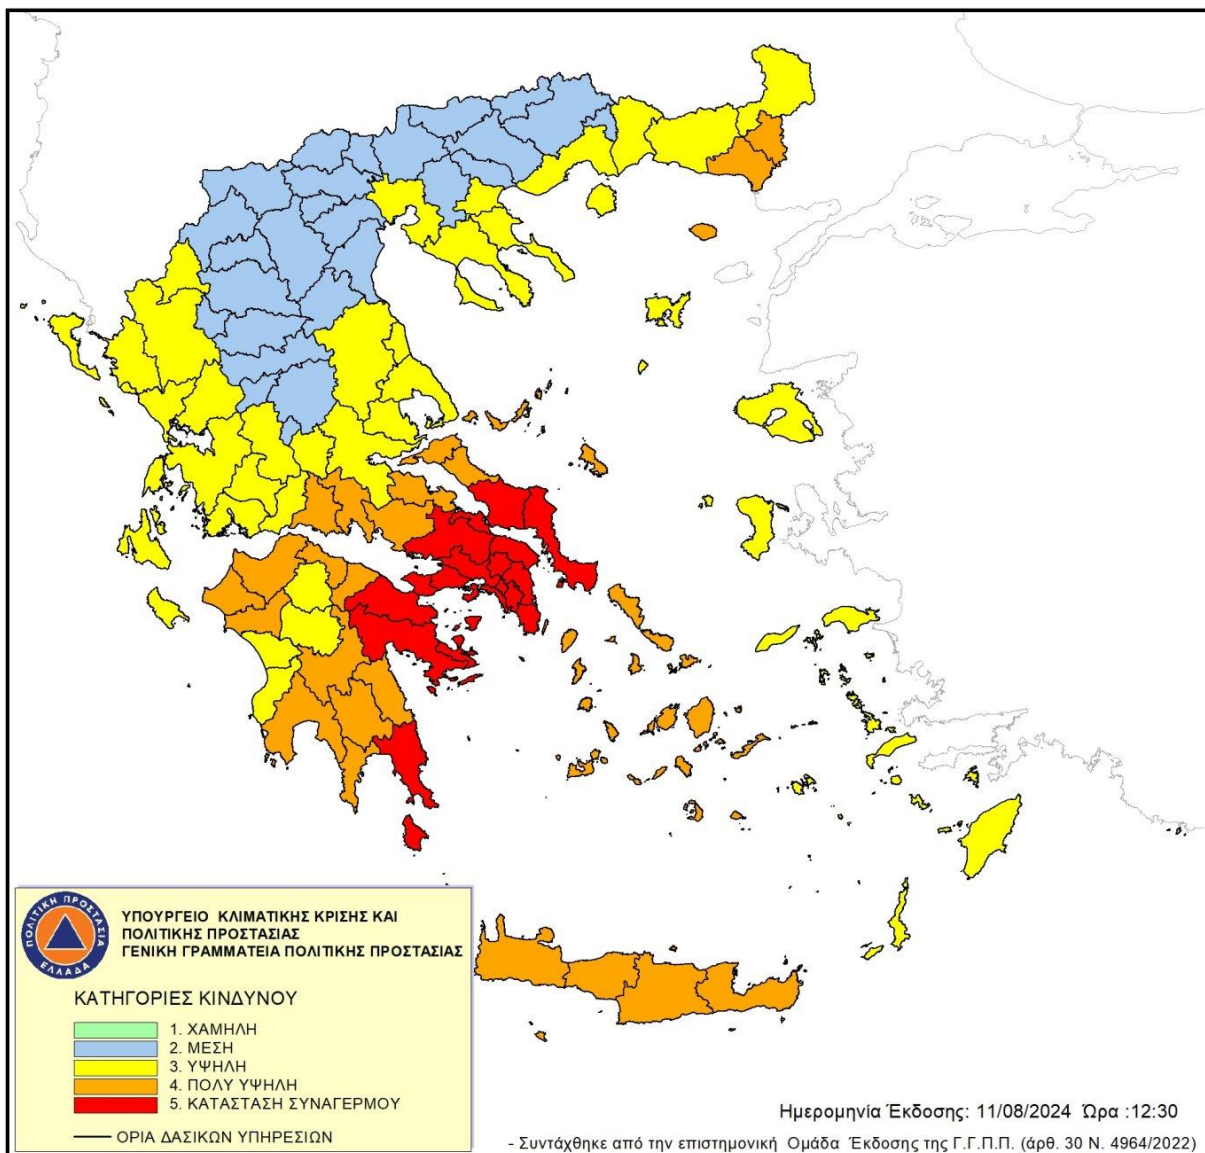 ΠΟΛΙΤΙΚΗ ΠΡΟΣΤΑΣΙΑ
ΕΛΛΑΔΑ
ΥΠΟΥΡΓΕΙΟ ΚΛΙΜΑΤΙΚΗΣ ΚΡΙΣΗΣ ΚΑΙ
ΠΟΛΙΤΙΚΗΣ ΠΡΟΣΤΑΣΙΑΣ
ΓΕΝΙΚΗ ΓΡΑΜΜΑΤΕΙΑ ΠΟΛΙΤΙΚΗΣ ΠΡΟΣΤΑΣΙΑΣ
ΚΑΤΗΓΟΡΙΕΣ ΚΙΝΔΥΝΟΥ
1. ΧΑΜΗΛΗ
2. ΜΕΣΗ
3. ΥΨΗΛΗ
4. ΠΟΛΥ ΥΨΗΛΗ
5. ΚΑΤΑΣΤΑΣΗ ΣΥΝΑΓΕΡΜΟΥ
ΟΡΙΑ ΔΑΣΙΚΩΝ ΥΠΗΡΕΣΙΩΝ
Ημερομηνία Έκδοσης: 11/08/2024 Ώρα :12:30
- Συντάχθηκε από την επιστημονική Ομάδα Έκδοσης της Γ.Γ.Π.Π. (άρθ. 30 Ν. 4964/2022)